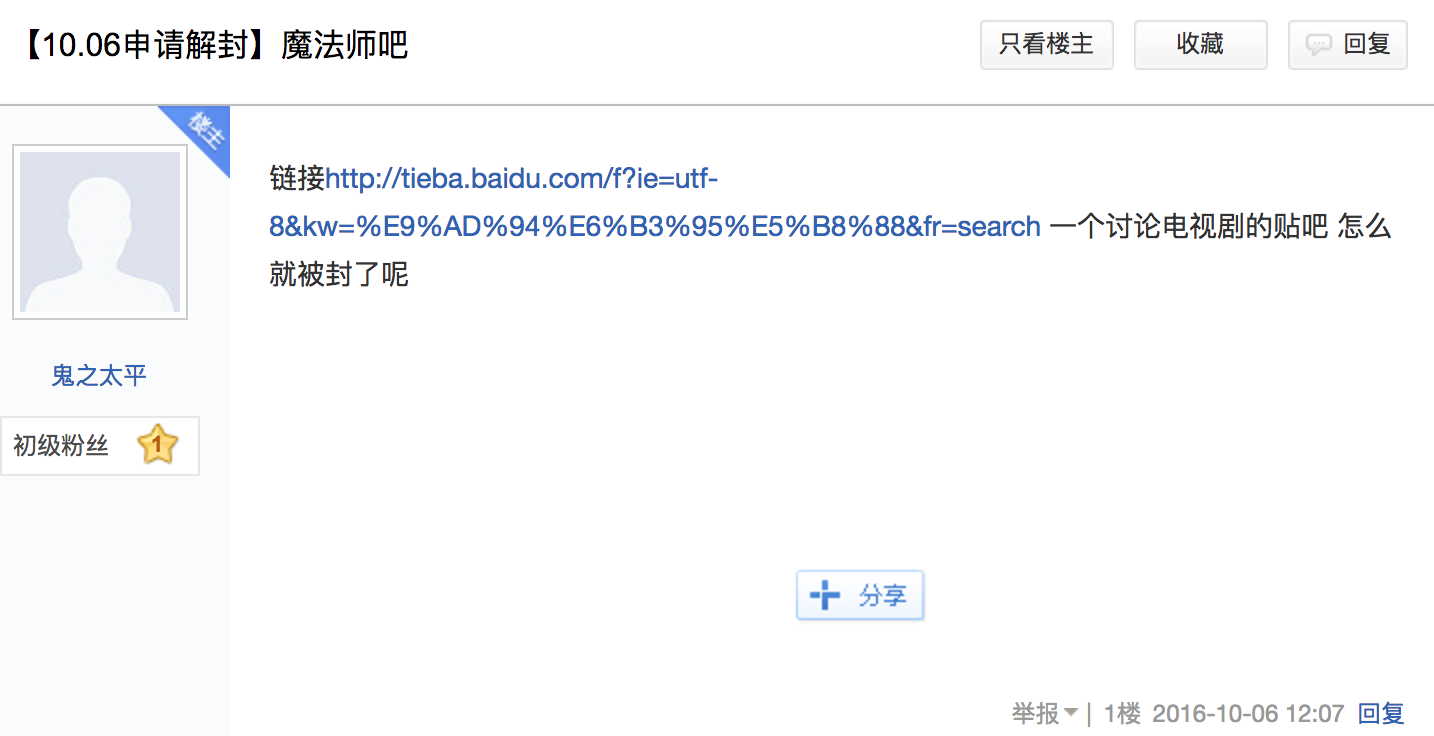 【10.06申请解封】魔法师吧
只看楼主
收藏
回复
楼主
链接http://tieba.baidu.com/f?ie=utf-
8&kw=%E9%AD%94%E6%B3%95%E5%B8%88&fr=search 一个讨论电视剧的贴吧 怎么
就被封了呢
鬼之太平
初级粉丝 1
分享
举报 | 1楼 2016-10-06 12:07 回复